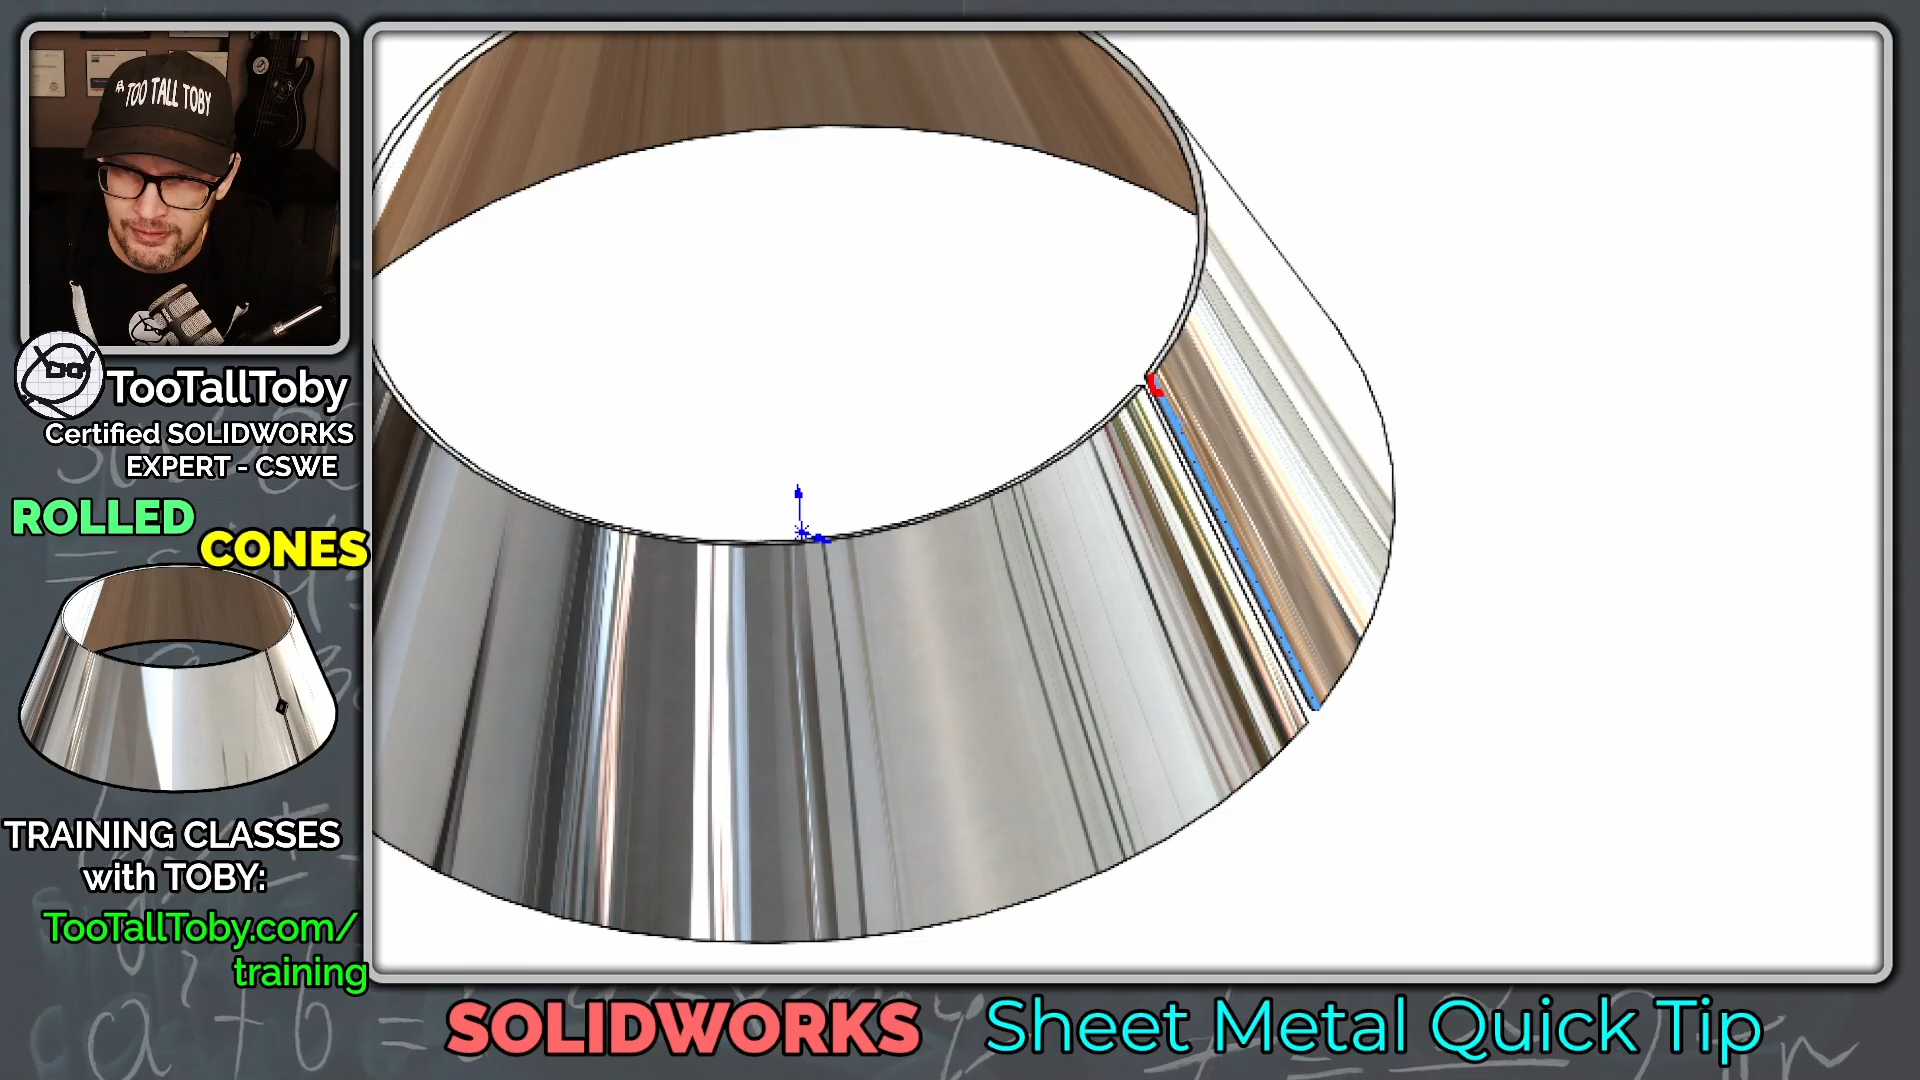 TOO TALL TOBY
TooTallToby
Certified SOLIDWORKS
EXPERT - CSWE
ROLLED
CONES
TRAINING CLASSES
with TOBY:
TooTallToby.com/
training
SOLIDWORKS
Sheet Metal Quick Tip